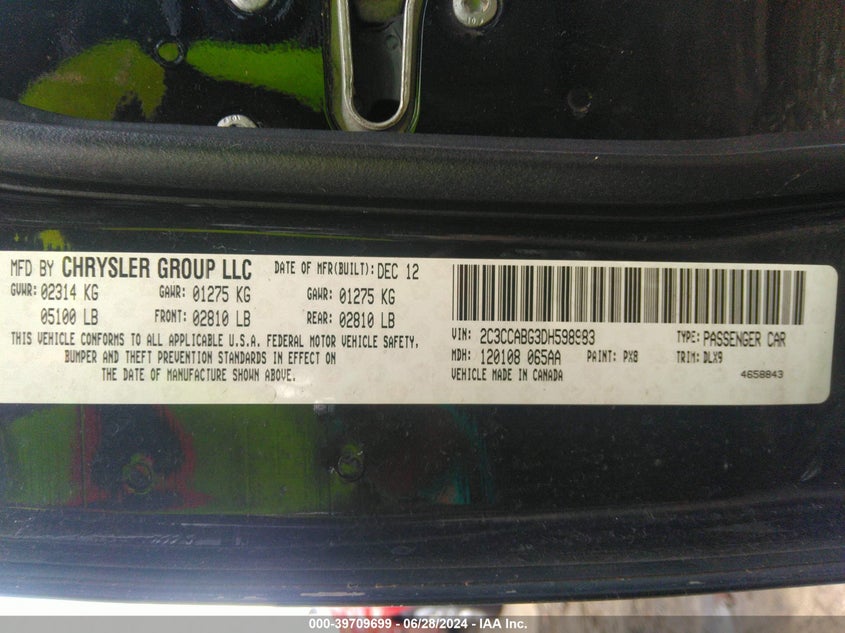 MFD BY CHRYSLER GROUP LLC DATE OF MFR(BUILT): DEC 12
GVWR: 02314 KG GAWR: 01275 KG GAWR: 01275 KG
05100 LB FRONT: 02810 LB REAR: 02810 LB
THIS VEHICLE CONFORMS TO ALL APPLICABLE U.S.A. FEDERAL MOTOR VEHICLE SAFETY,
BUMPER AND THEFT PREVENTION STANDARDS IN EFFECT ON
THE DATE OF MANUFACTURE SHOWN ABOVE.
VIN: 2C3CCABG3DH598983 TYPE: PASSENGER CAR
MDH: 120108 065AA PAINT: PX8 TRIM: DLX9
VEHICLE MADE IN CANADA 4658843
000-39709699 - 06/28/2024 - IAA Inc.